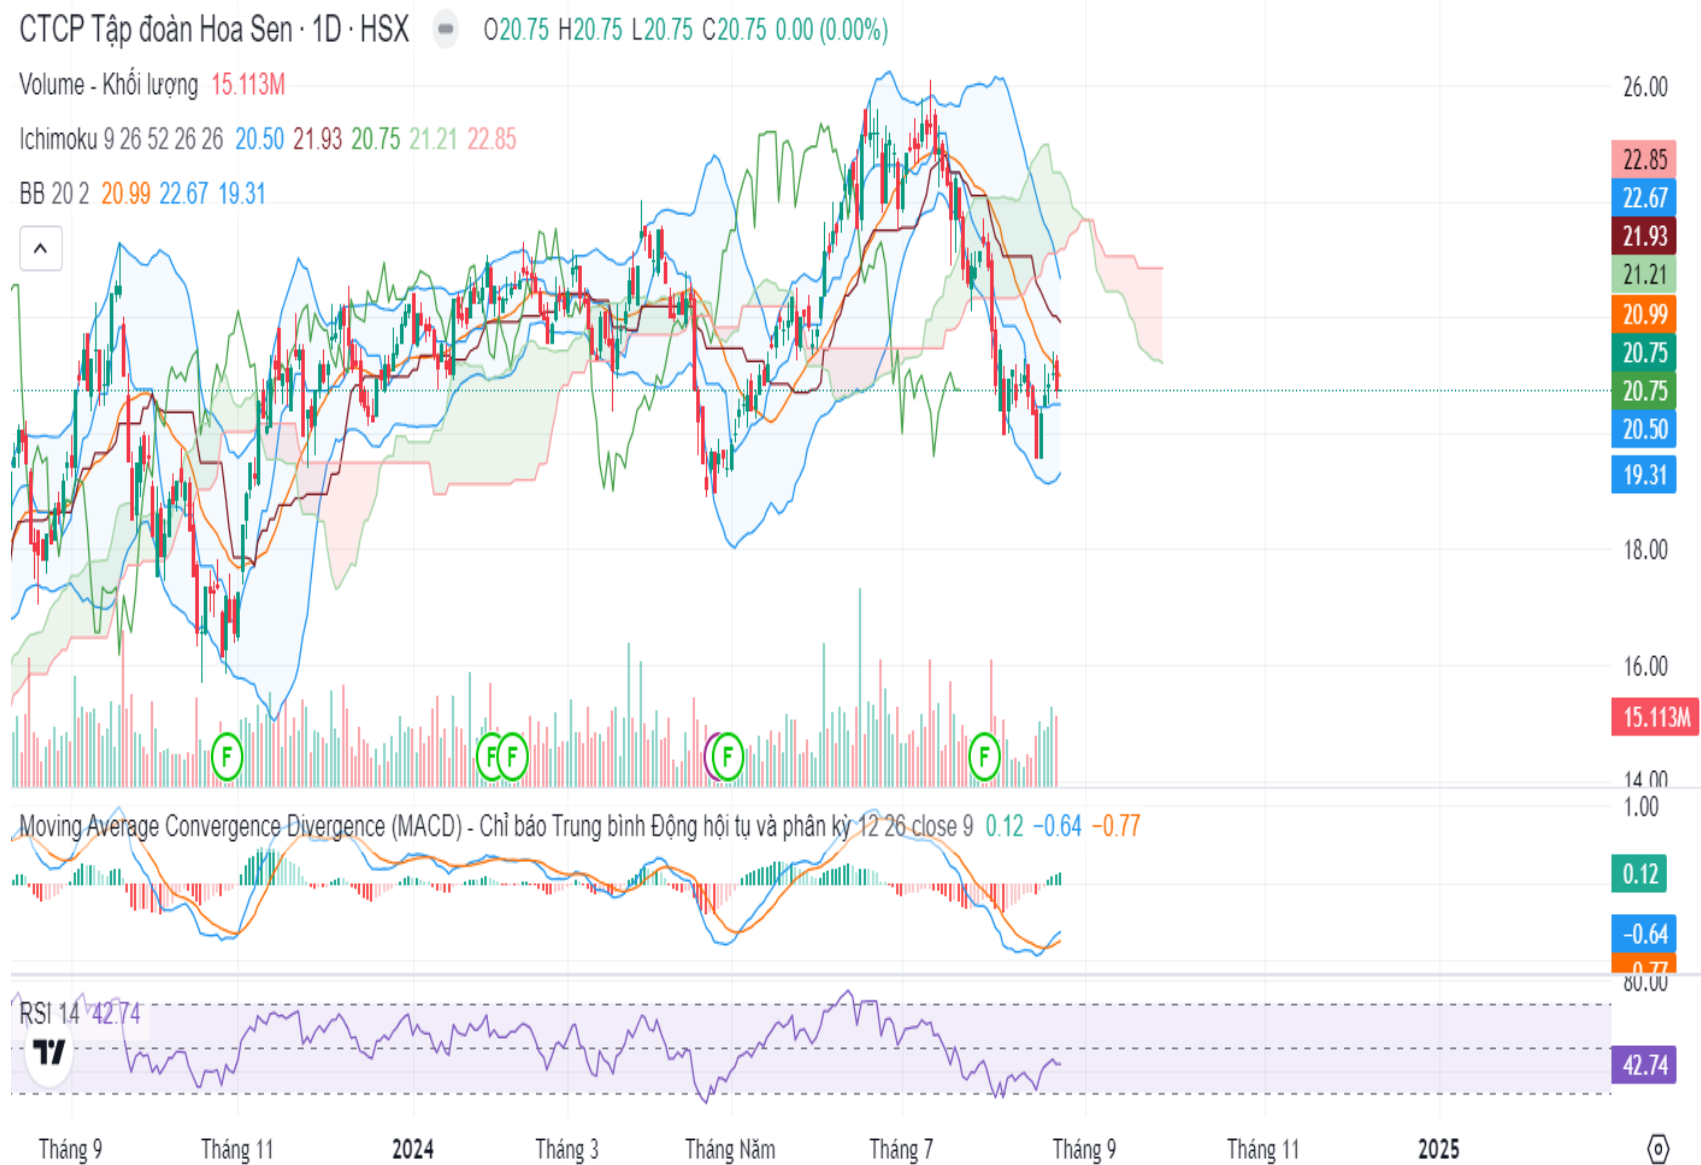 CTCP Tập đoàn Hoa Sen · 1D · HSX O20.75 H20.75 L20.75 C20.75 0.00 (0.00%)
Volume - Khối lượng 15.113M
Ichimoku 9 26 52 26 26 20.50 21.93 20.75 21.21 22.85
BB 20 2 20.99 22.67 19.31
26.00
22.85
22.67
21.93
21.21
20.99
20.75
20.75
20.50
19.31
18.00
16.00
15.113M
14.00
F F F F F
Moving Average Convergence Divergence (MACD) - Chỉ báo Trung bình Động hội tụ và phân kỳ 12 26 close 9 0.12 −0.64 −0.77
1.00
0.12
−0.64
−0.77
80.00
RSI 14 42.74
42.74
Tháng 9 Tháng 11 2024 Tháng 3 Tháng Năm Tháng 7 Tháng 9 Tháng 11 2025